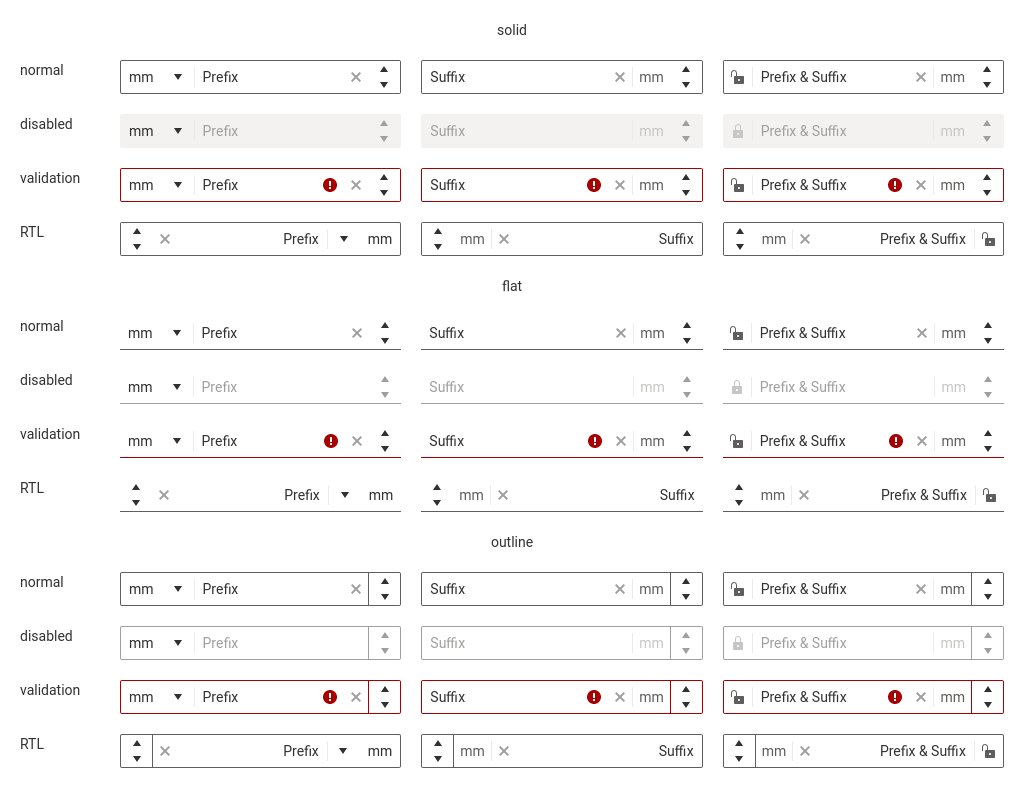 solid
normal mm Prefix Suffix mm Prefix & Suffix mm
disabled mm Prefix Suffix mm Prefix & Suffix mm
validation mm Prefix Suffix mm Prefix & Suffix mm
RTL Prefix mm mm Suffix mm Prefix & Suffix
flat
normal mm Prefix Suffix mm Prefix & Suffix mm
disabled mm Prefix Suffix mm Prefix & Suffix mm
validation mm Prefix Suffix mm Prefix & Suffix mm
RTL Prefix mm mm Suffix mm Prefix & Suffix
outline
normal mm Prefix Suffix mm Prefix & Suffix mm
disabled mm Prefix Suffix mm Prefix & Suffix mm
validation mm Prefix Suffix mm Prefix & Suffix mm
RTL Prefix mm mm Suffix mm Prefix & Suffix